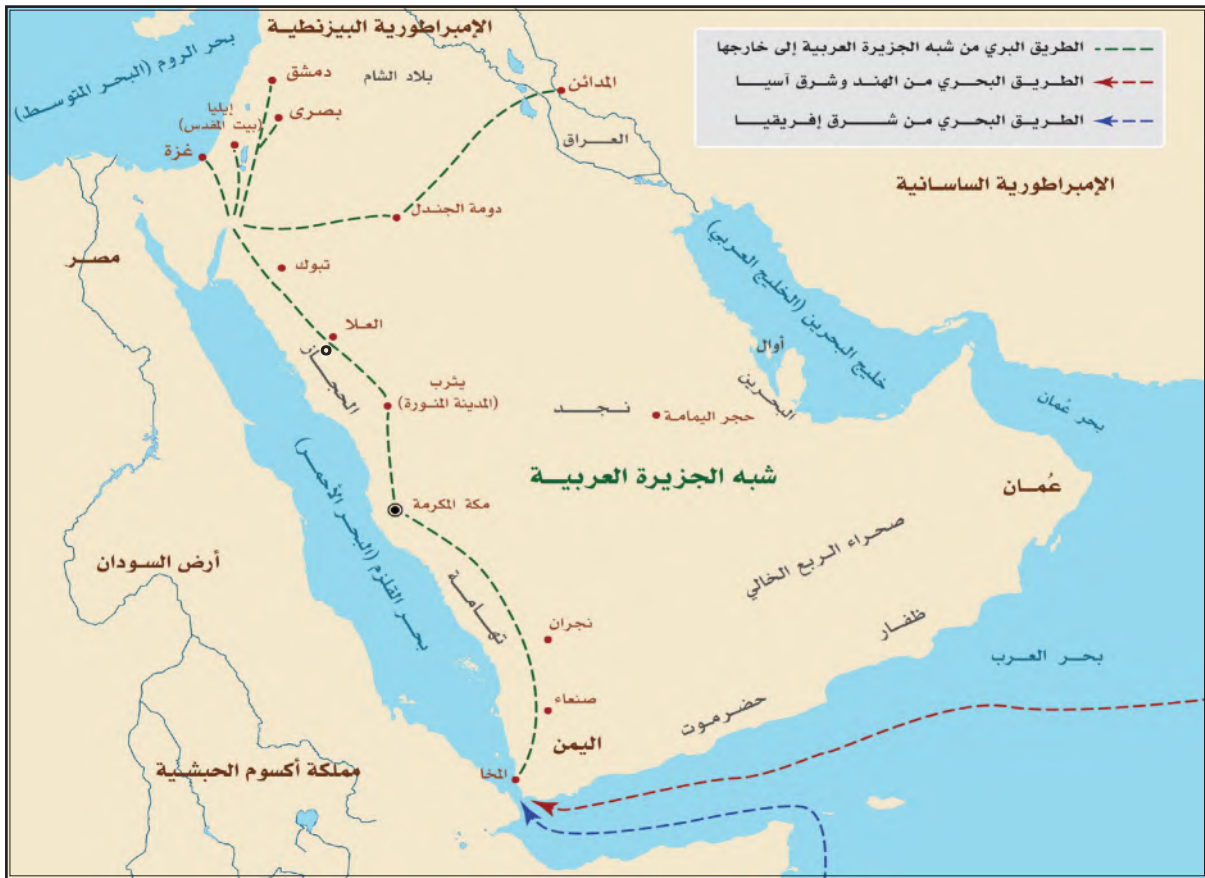 الإمبراطورية البيزنطية
بحر الروم (البحر المتوسط)
الطريق البري من شبه الجزيرة العربية إلى خارجها
الطريق البحري من الهند وشرق آسيا
الطريق البحري من شرق إفريقيا
دمشق
بلاد الشام
المدائن
بصرى
إيليا
(بيت المقدس)
غزة
العراق
الإمبراطورية الساسانية
دومة الجندل
مصر
تبوك
خليج البحرين (الخليج العربي)
العلا
الحجاز
أوال
البحرين
يثرب
(المدينة المنورة)
نجد
حجر اليمامة
بحر عُمان
شبه الجزيرة العربية
عُمان
مكة المكرمة
بحر القلزم (البحر الأحمر)
صحراء الربع الخالي
أرض السودان
تهامة
نجران
ظفار
بحر العرب
صنعاء
حضرموت
اليمن
المخا
مملكة أكسوم الحبشية